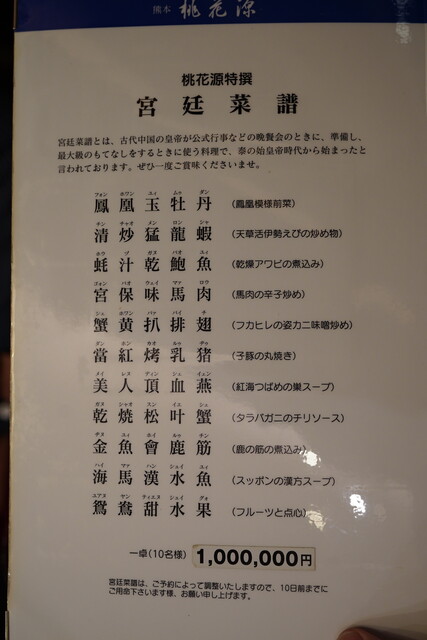 熊本 桃花源
桃花源特撰
宮廷菜譜
宮廷菜譜とは、古代中国の皇帝が公式行事などの晩餐会のときに、準備し、
最大級のもてなしをするときに使う料理で、秦の始皇帝時代から始まったと
言われております。ぜひ一度ご賞味くださいませ。
鳳凰玉牡丹 (鳳凰模様前菜)
清炒猛龍蝦 (天草活伊勢えびの炒め物)
蚝汁乾鮑魚 (乾燥アワビの煮込み)
宮保味馬肉 (馬肉の辛子炒め)
蟹黄扒排翅 (フカヒレの姿カニ味噌炒め)
當紅烤乳猪 (子豚の丸焼き)
美人頂血燕 (紅海つばめの巣スープ)
乾焼松叶蟹 (タラバガニのチリソース)
金魚會鹿筋 (鹿の筋の煮込み)
海馬漢水魚 (スッポンの漢方スープ)
鴛鴦甜水果 (フルーツと点心)
一卓(10名様) 1,000,000円
宮廷菜譜は、ご予約によって調整いたしますので、10日前までに
ご用命下さいます様、お願い申し上げます。